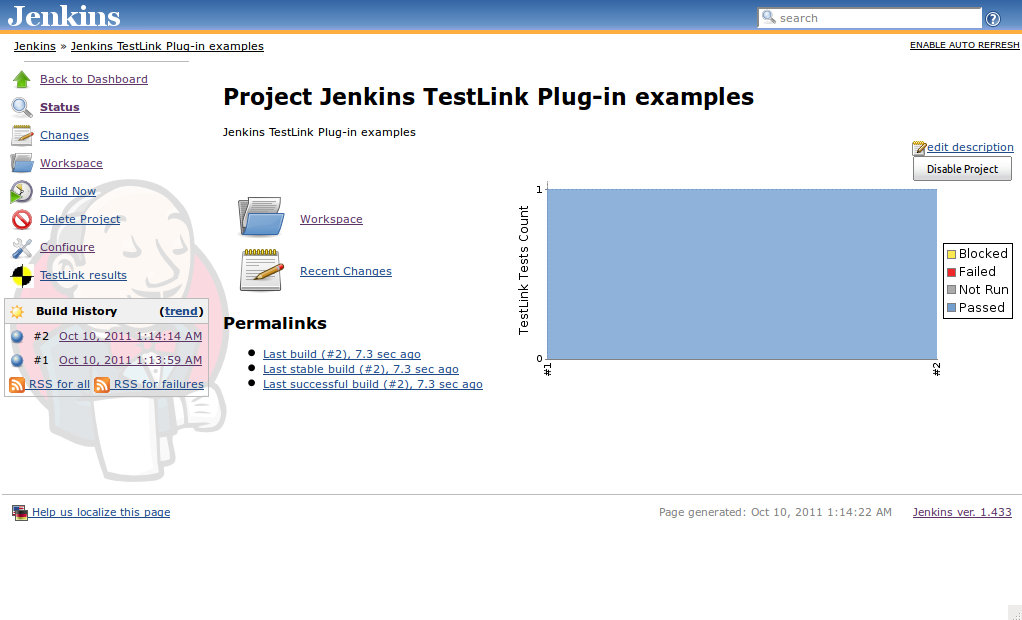 Jenkins
search
Jenkins » Jenkins TestLink Plug-in examples
ENABLE AUTO REFRESH
Back to Dashboard
Status
Changes
Workspace
Build Now
Delete Project
Configure
TestLink results
Build History (trend)
#2 Oct 10, 2011 1:14:14 AM
#1 Oct 10, 2011 1:13:59 AM
RSS for all RSS for failures
Project Jenkins TestLink Plug-in examples
Jenkins TestLink Plug-in examples
edit description
Disable Project
Workspace
Recent Changes
Permalinks
Last build (#2), 7.3 sec ago
Last stable build (#2), 7.3 sec ago
Last successful build (#2), 7.3 sec ago
TestLink Tests Count
1
0
#1
#2
Blocked
Failed
Not Run
Passed
Help us localize this page
Page generated: Oct 10, 2011 1:14:22 AM
Jenkins ver. 1.433